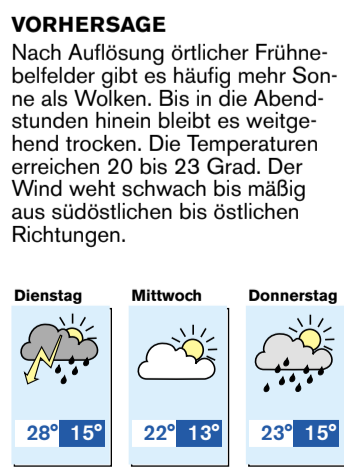 VORHERSAGE
Nach Auflösung örtlicher Frühne-
belfelder gibt es häufig mehr Son-
ne als Wolken. Bis in die Abend-
stunden hinein bleibt es weitge-
hend trocken. Die Temperaturen
erreichen 20 bis 23 Grad. Der
Wind weht schwach bis mäßig
aus südöstlichen bis östlichen
Richtungen.
Dienstag Mittwoch Donnerstag
28° 15° 22° 13° 23° 15°